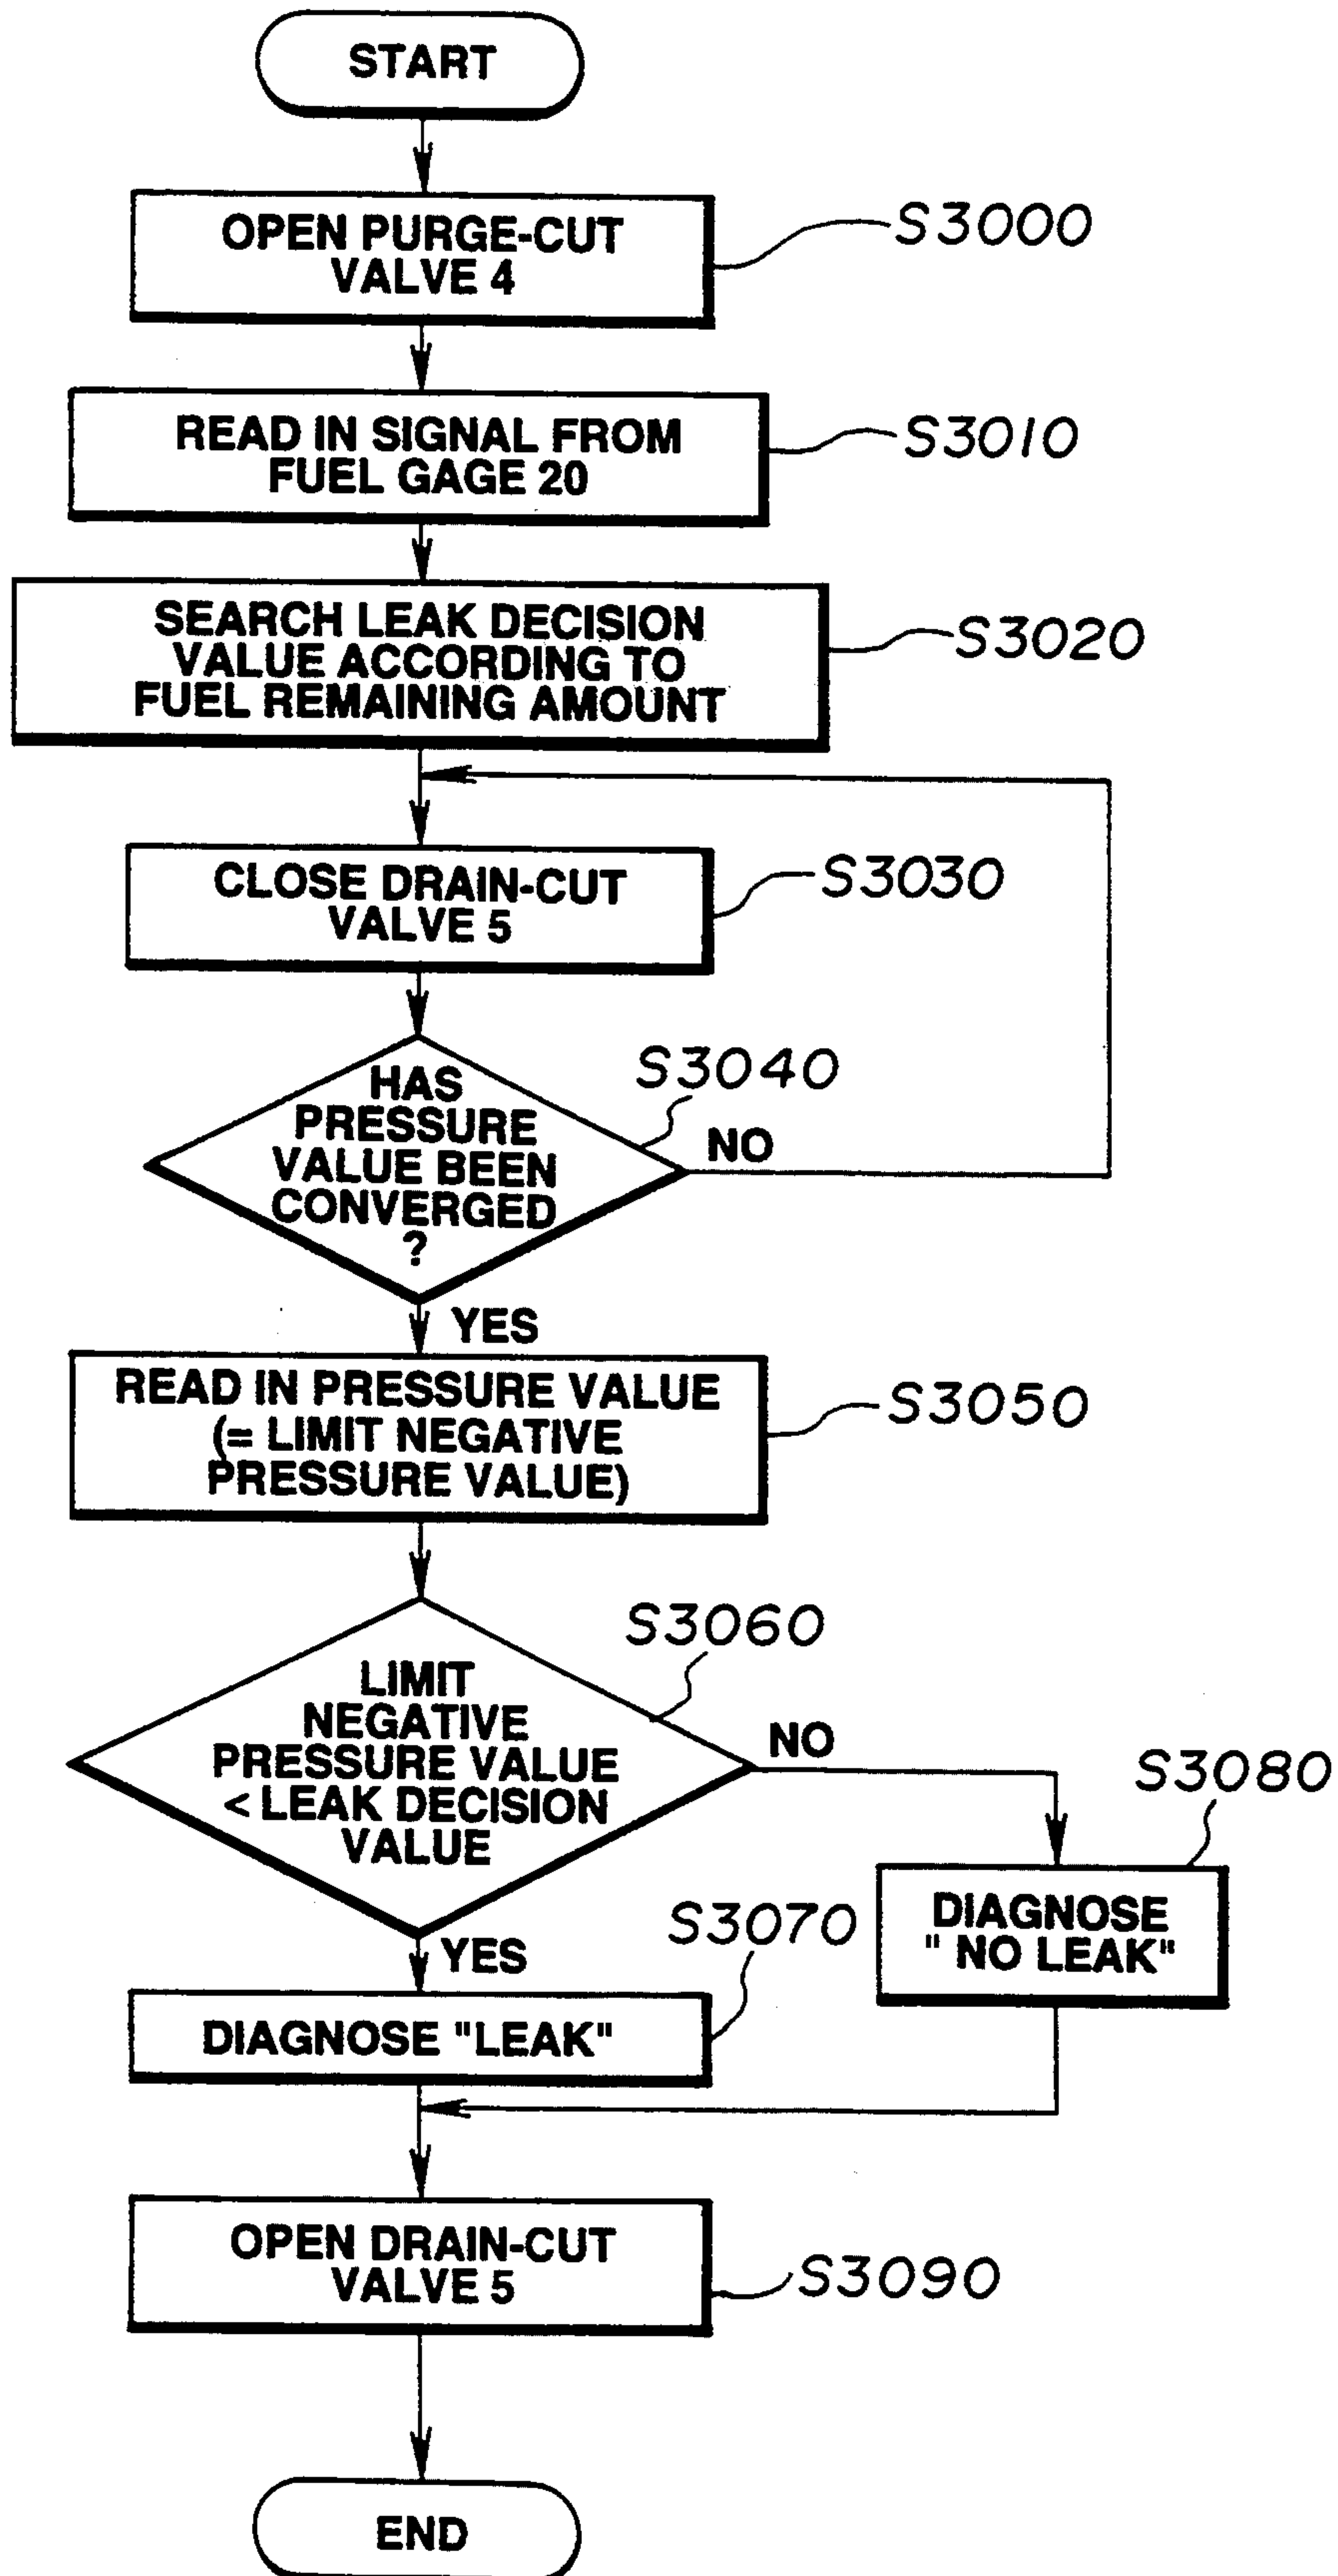 START
OPEN PURGE-CUT
VALVE 4
S3000
READ IN SIGNAL FROM
FUEL GAGE 20
S3010
SEARCH LEAK DECISION
VALUE ACCORDING TO
FUEL REMAINING AMOUNT
S3020
CLOSE DRAIN-CUT
VALVE 5
S3030
HAS
PRESSURE
VALUE BEEN
CONVERGED
?
S3040
NO
YES
READ IN PRESSURE VALUE
(= LIMIT NEGATIVE
PRESSURE VALUE)
S3050
LIMIT
NEGATIVE
PRESSURE VALUE
< LEAK DECISION
VALUE
S3060
NO
YES
DIAGNOSE "LEAK"
S3070
DIAGNOSE
" NO LEAK"
S3080
OPEN DRAIN-CUT
VALVE 5
S3090
END